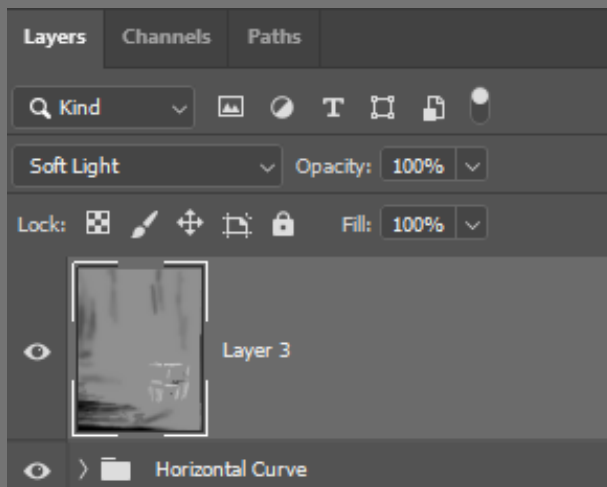 Layers Channels Paths
Kind T
Soft Light Opacity: 100%
Lock: Fill: 100%
Layer 3
Horizontal Curve